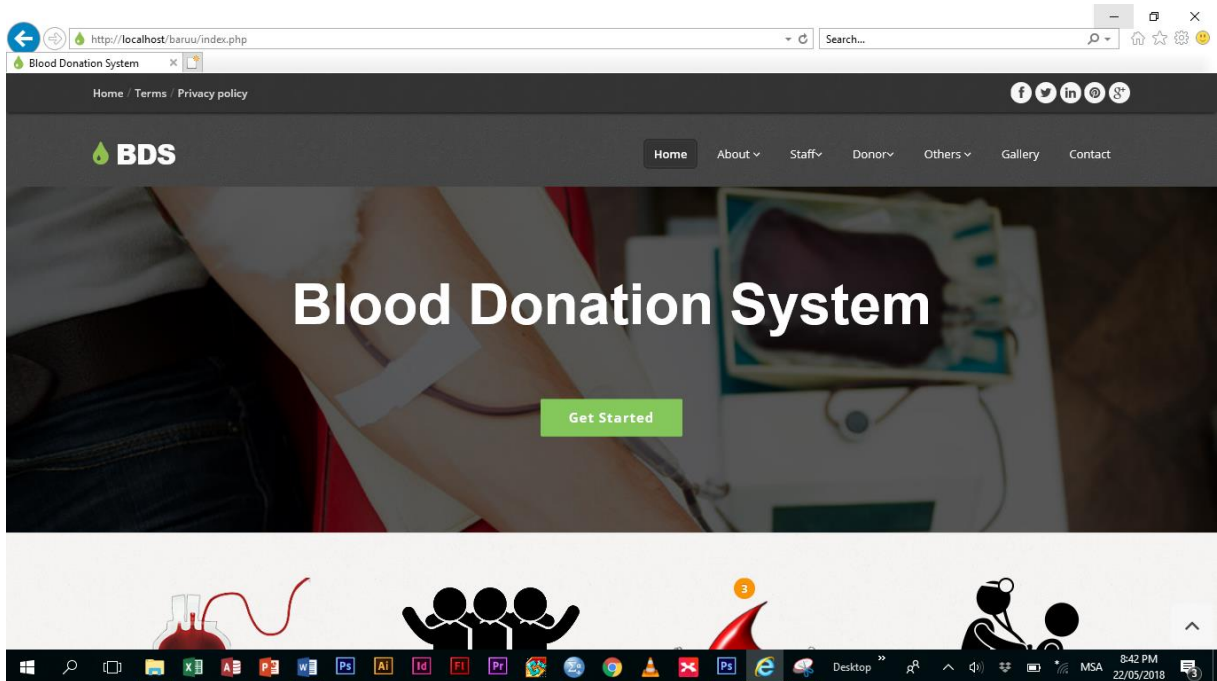 http://localhost/baruu/index.php
Search...
Blood Donation System
Home / Terms / Privacy policy
BDS
Home About Staff Donor Others Gallery Contact
Blood Donation System
Get Started
3
Desktop
MSA
8:42 PM
22/05/2018
3